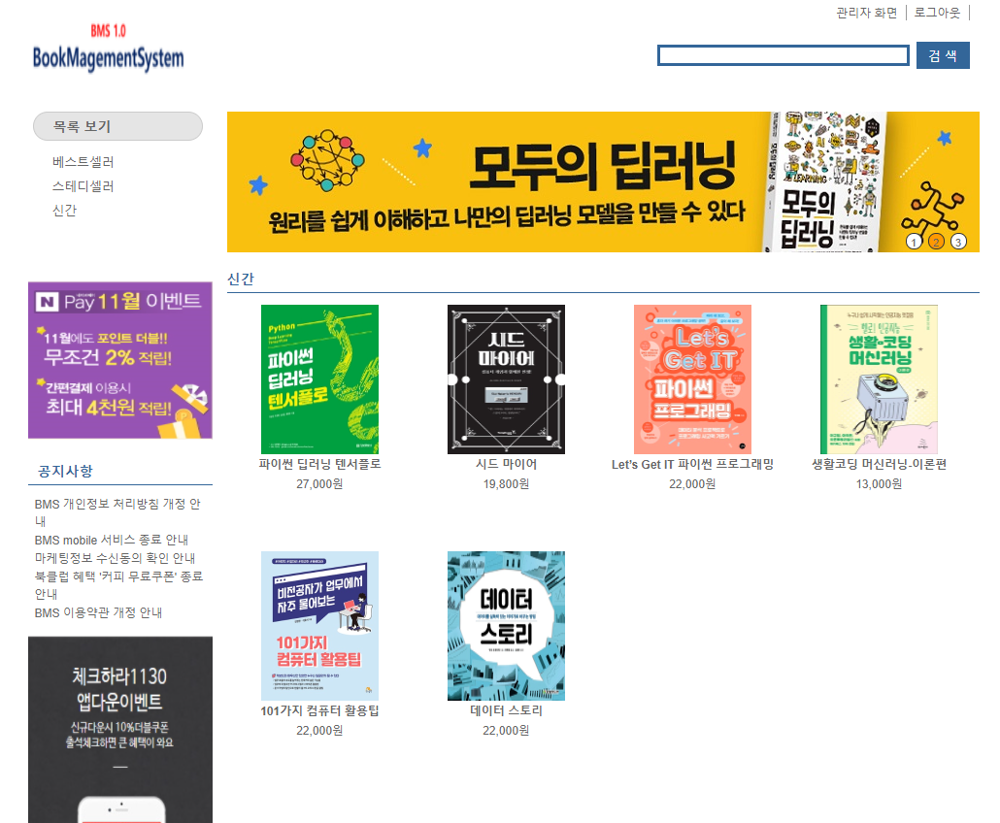 관리자 화면
로그아웃
BMS 1.0
BookMagementSystem
검 색
목록 보기
베스트셀러
스테디셀러
신간
모두의 딥러닝
원리를 쉽게 이해하고 나만의 딥러닝 모델을 만들 수 있다
LEARNING
모두의
딥러닝
1 2 3
N Pay 11월 이벤트
11월에도 포인트 더블!!
무조건 2% 적립!
간편결제 이용시
최대 4천원 적립!
공지사항
BMS 개인정보 처리방침 개정 안
내
BMS mobile 서비스 종료 안내
마케팅정보 수신동의 확인 안내
북클럽 혜택 '커피 무료쿠폰' 종료
안내
BMS 이용약관 개정 안내
체크하라1130
앱다운이벤트
신규다운시 10%더블쿠폰
출석체크하면 큰 혜택이 와요
신간
Python
파이썬
딥러닝
텐서플로
파이썬 딥러닝 텐서플로
27,000원
시드
마이어
시드 마이어
19,800원
Let's
Get IT
파이썬
프로그래밍
Let's Get IT 파이썬 프로그래밍
22,000원
생활코딩
머신러닝
생활코딩 머신러닝-이론편
13,000원
비전공자가 업무에서
자주 물어보는
101가지
컴퓨터 활용팁
101가지 컴퓨터 활용팁
22,000원
데이터
스토리
데이터 스토리
22,000원